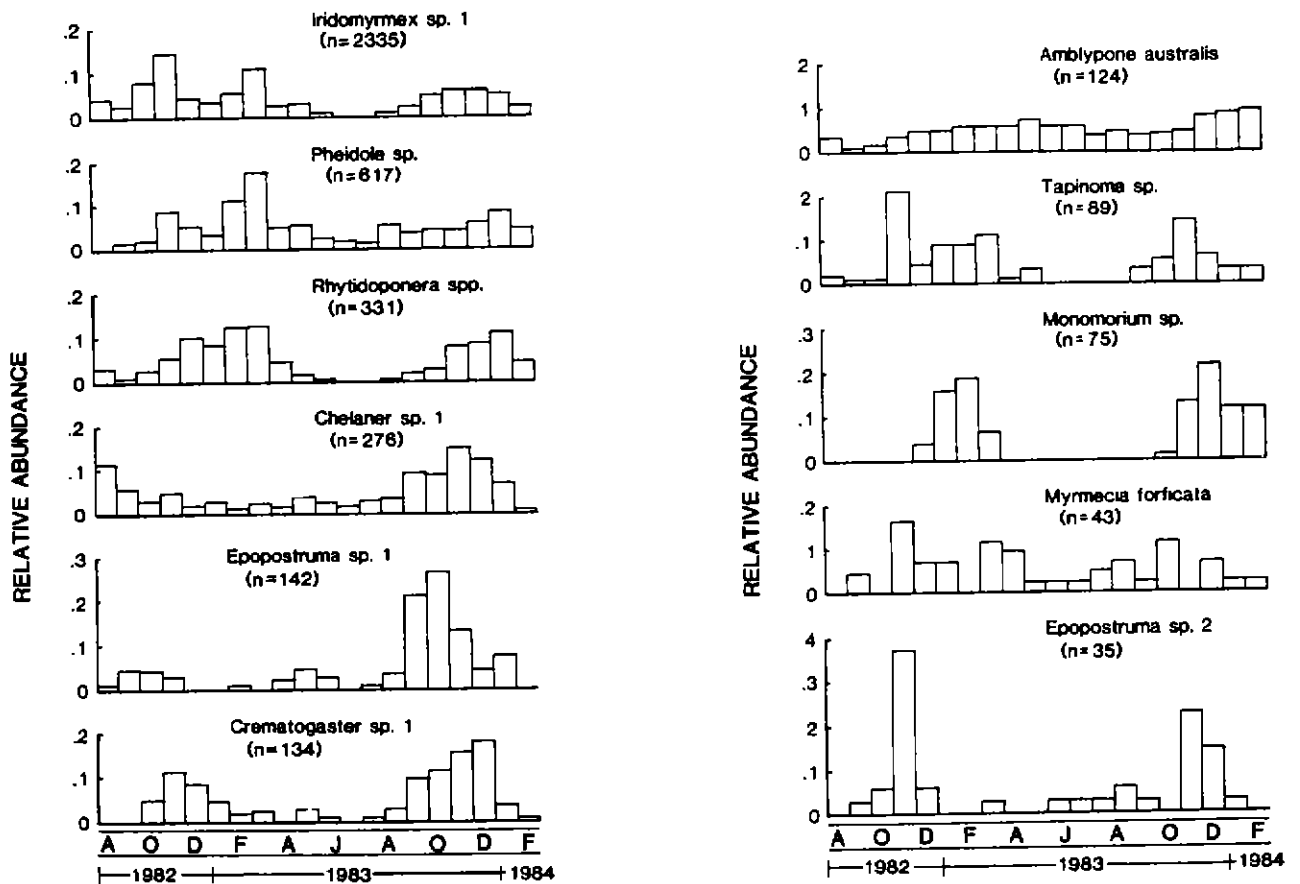 Iridomyrmex sp. 1
(n=2335)
.2
.1
0
Pheidole sp.
(n=617)
.2
.1
0
Rhytidoponera spp.
(n=331)
.2
.1
0
Chelaner sp. 1
(n=276)
.2
.1
0
Epopostruma sp. 1
(n=142)
.3
.2
.1
0
Crematogaster sp. 1
(n=134)
.2
.1
0
RELATIVE ABUNDANCE
A O D F A J A O D F
1982 1983 1984
Amblypone australis
(n=124)
2
1
0
Tapinoma sp.
(n=89)
2
.1
0
Monomorium sp.
(n=75)
.3
.2
.1
0
Myrmecia forficata
(n=43)
.2
.1
0
Epopostruma sp. 2
(n=35)
4
.3
.2
.1
0
RELATIVE ABUNDANCE
A O D F A J A O D F
1982 1983 1984